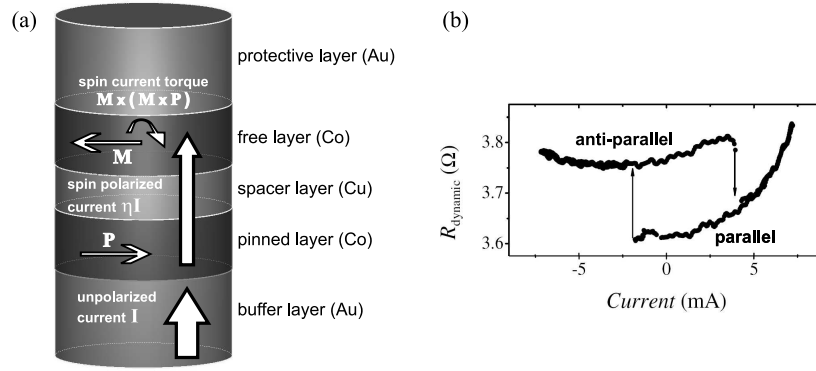 (a)
protective layer (Au)
spin current torque
M x ( M x P )
free layer (Co)
M
spin polarized
current ηI
spacer layer (Cu)
P
pinned layer (Co)
unpolarized
current I
buffer layer (Au)
(b)
anti-parallel
parallel
3.8
3.7
3.6
R dynamic (Ω)
-5 0 5
Current (mA)